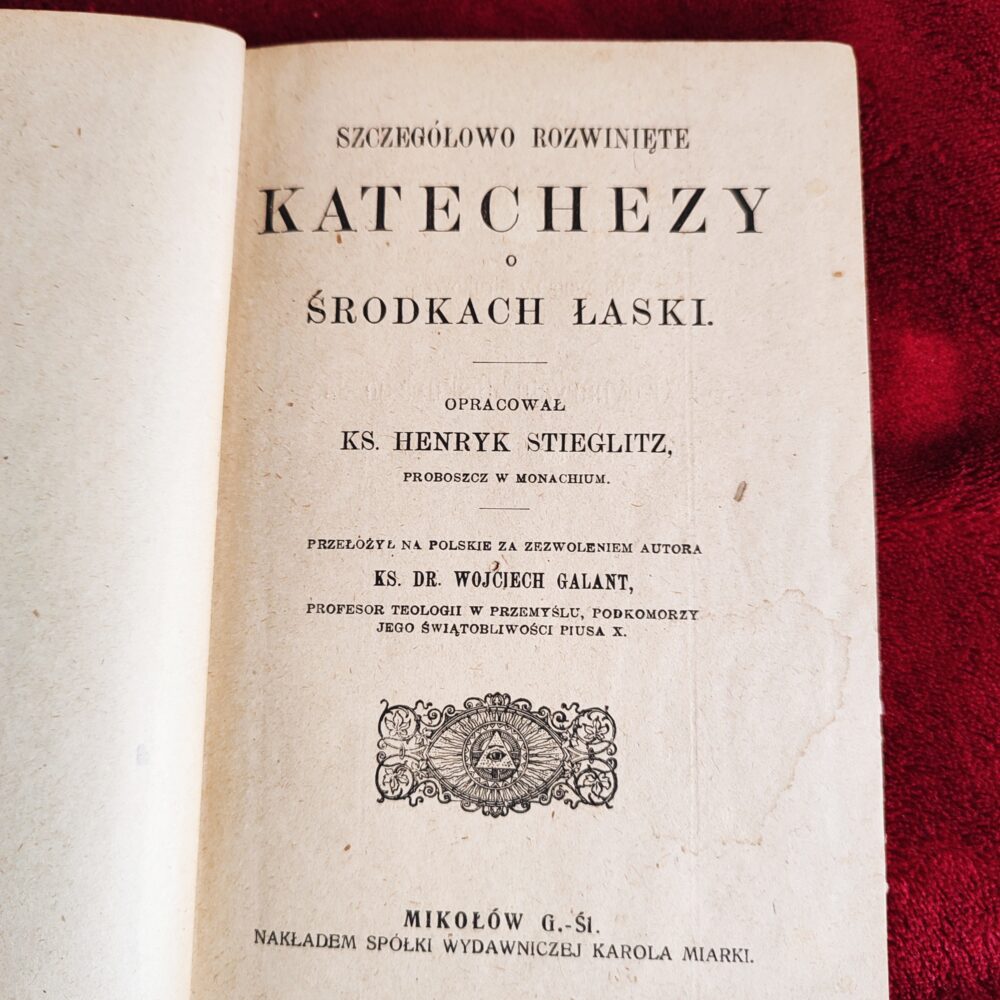 SZCZEGÓŁOWO ROZWINIĘTE
KATECHEZY
O
ŚRODKACH ŁASKI.
OPRACOWAŁ
KS. HENRYK STIEGLITZ,
PROBOSZCZ W MONACHIUM.
PRZEŁOŻYŁ NA POLSKIE ZA ZEZWOLENIEM AUTORA
KS. DR. WOJCIECH GALANT,
PROFESOR TEOLOGII W PRZEMYŚLU, PODKOMORZY
JEGO ŚWIĄTOBLIWOŚCI PIUSA X.
MIKOŁÓW G.-Śl.
NAKŁADEM SPÓŁKI WYDAWNICZEJ KAROLA MIARKI.